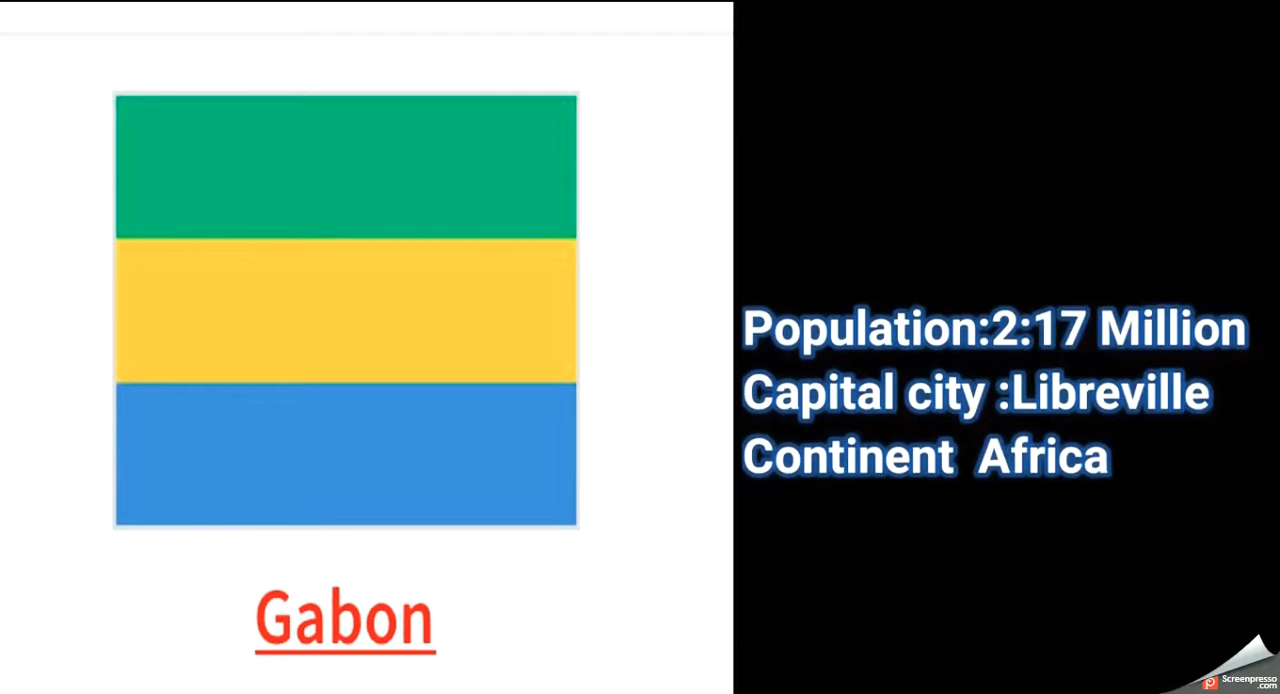 Population:2:17 Million
Capital city :Libreville
Continent  Africa
Gabon
Screenpresso
.com